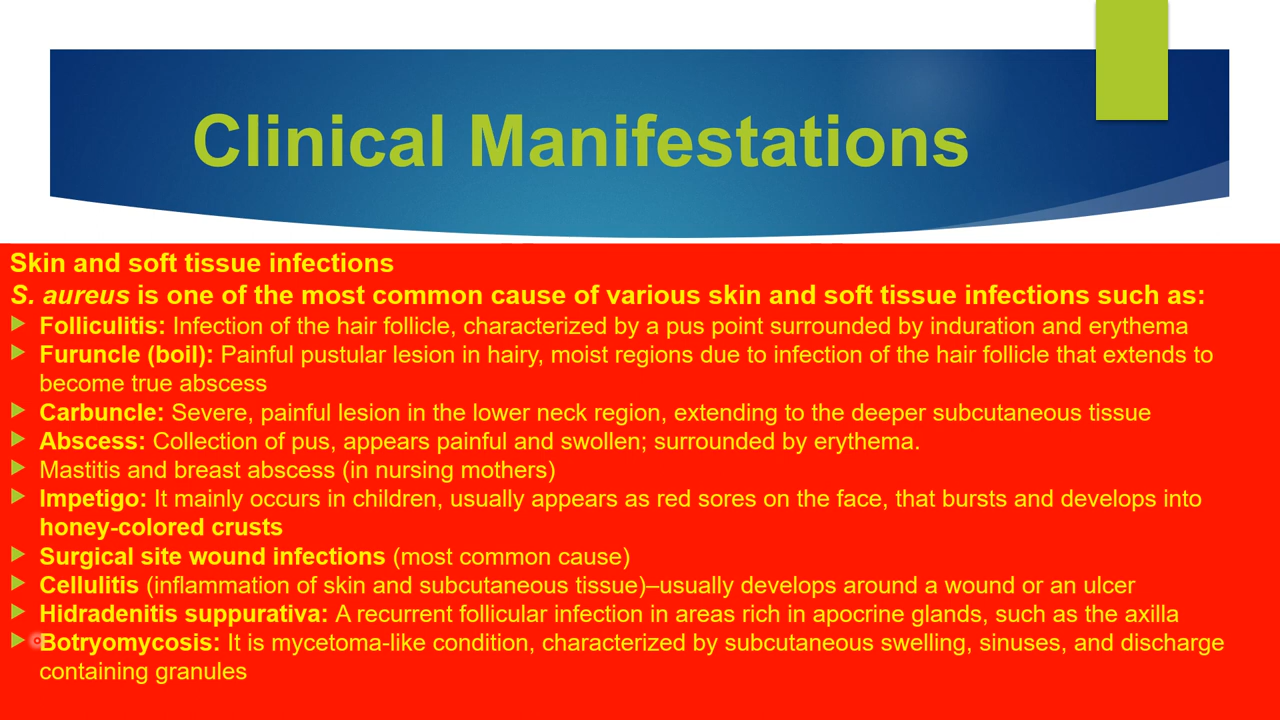 Clinical Manifestations
Skin and soft tissue infections
S. aureus is one of the most common cause of various skin and soft tissue infections such as:
Folliculitis: Infection of the hair follicle, characterized by a pus point surrounded by induration and erythema
Furuncle (boil): Painful pustular lesion in hairy, moist regions due to infection of the hair follicle that extends to
become true abscess
Carbuncle: Severe, painful lesion in the lower neck region, extending to the deeper subcutaneous tissue
Abscess: Collection of pus, appears painful and swollen; surrounded by erythema.
Mastitis and breast abscess (in nursing mothers)
Impetigo: It mainly occurs in children, usually appears as red sores on the face, that bursts and develops into
honey-colored crusts
Surgical site wound infections (most common cause)
Cellulitis (inflammation of skin and subcutaneous tissue)–usually develops around a wound or an ulcer
Hidradenitis suppurativa: A recurrent follicular infection in areas rich in apocrine glands, such as the axilla
Botryomycosis: It is mycetoma-like condition, characterized by subcutaneous swelling, sinuses, and discharge
containing granules